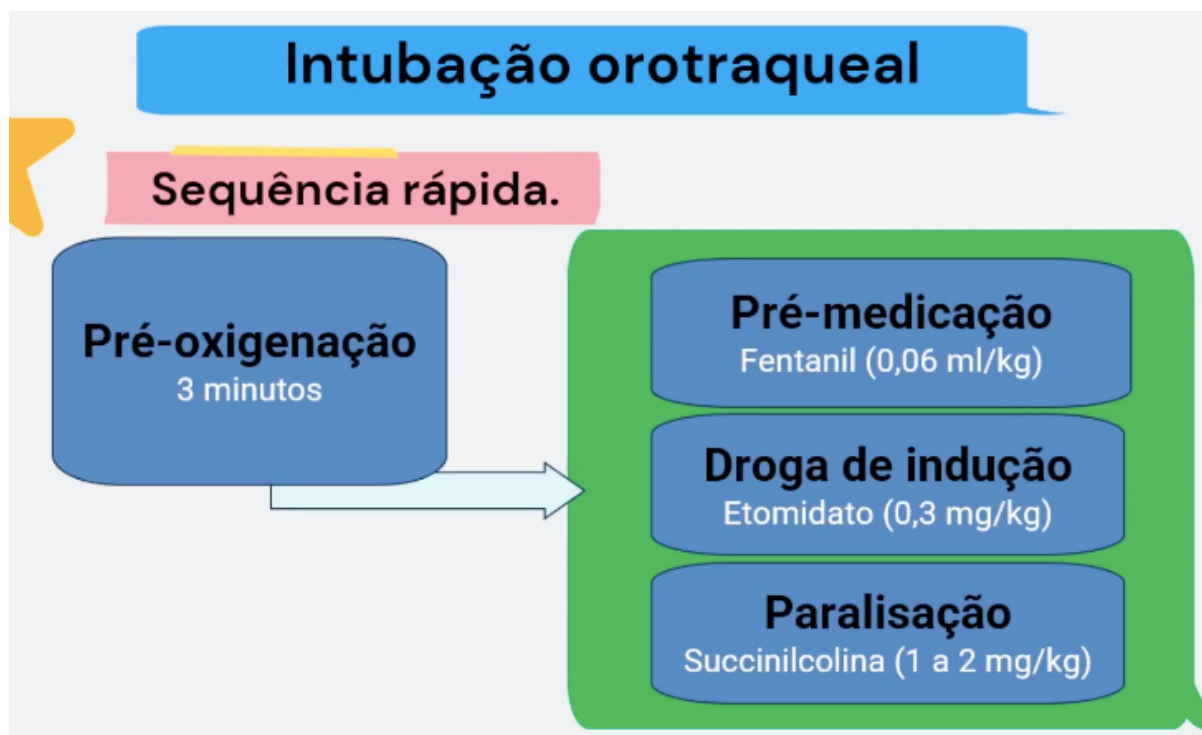 Intubação orotraqueal
Sequência rápida.
Pré-oxigenação
3 minutos
Pré-medicação
Fentanil (0,06 ml/kg)
Droga de indução
Etomidato (0,3 mg/kg)
Paralisação
Succinilcolina (1 a 2 mg/kg)